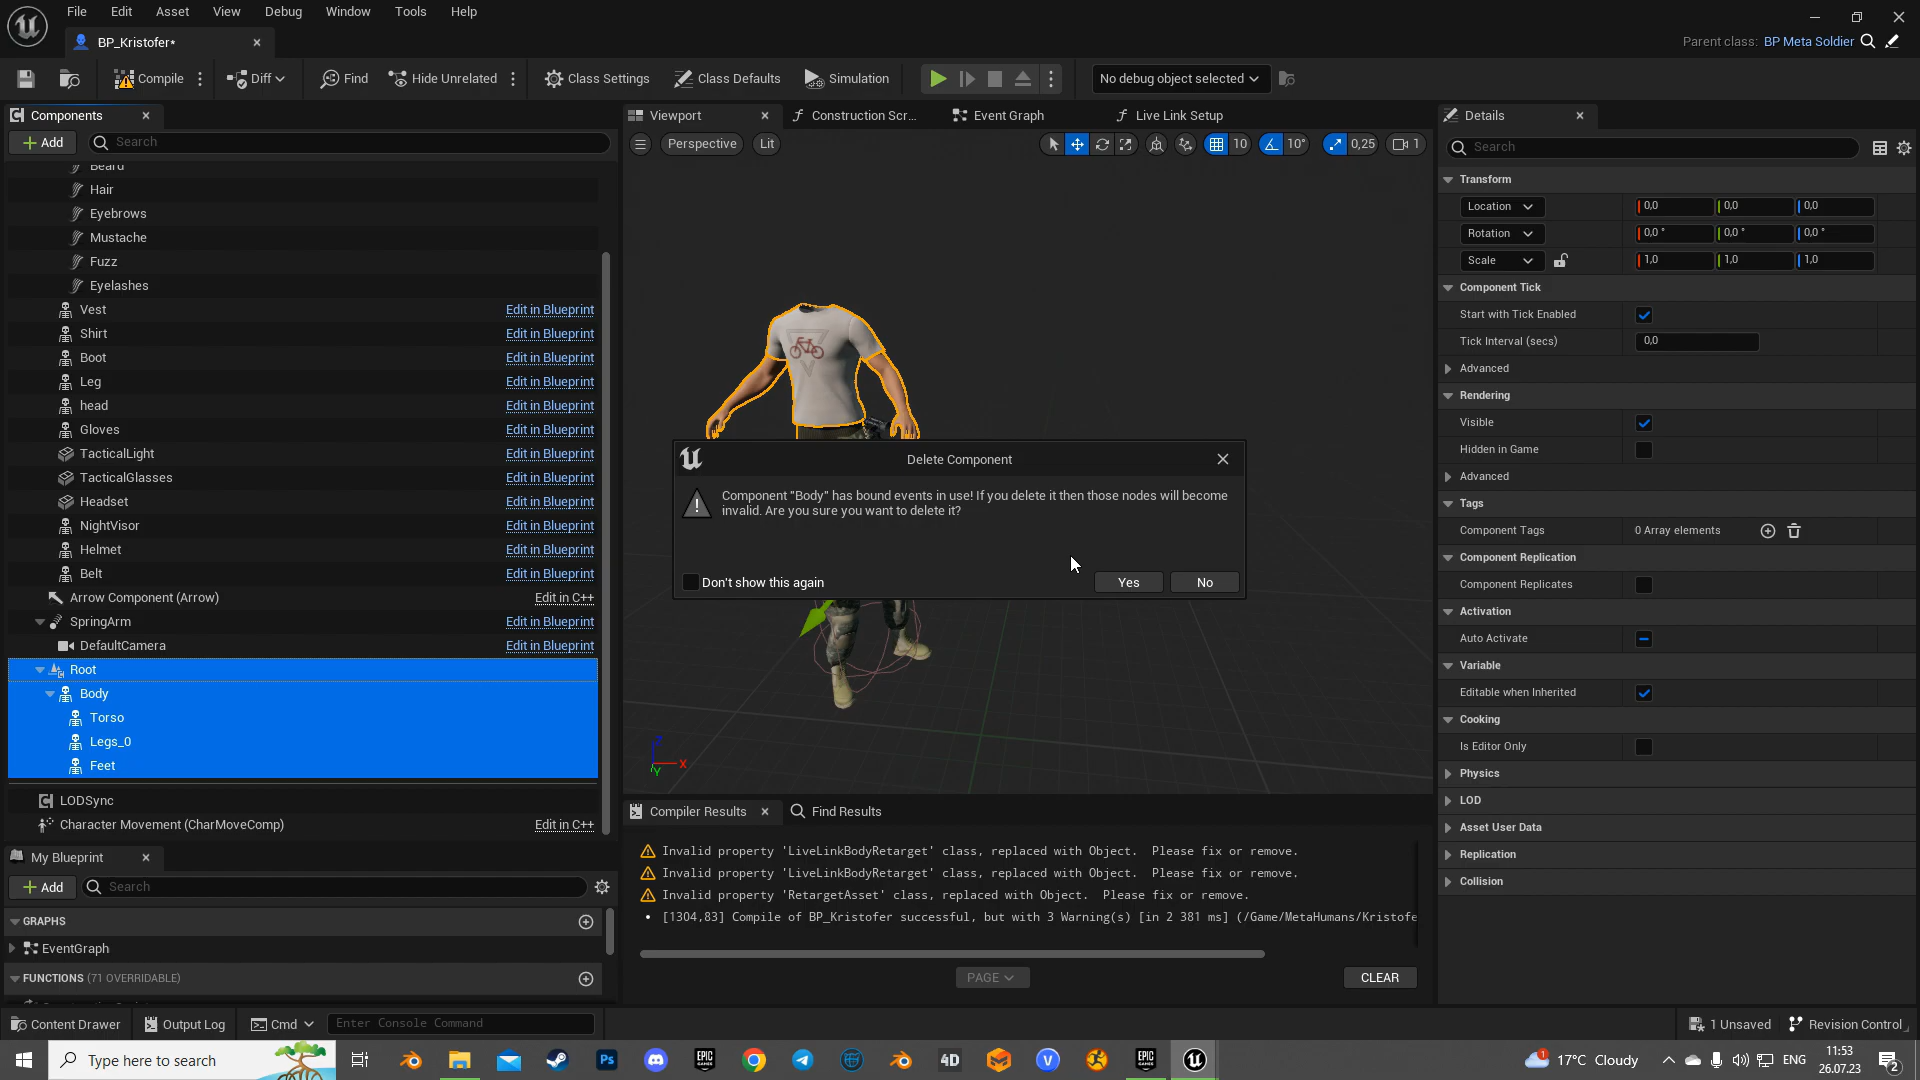 File Edit Asset View Debug Window Tools Help
BP_Kristofer*
Parent class: BP Meta Soldier
Compile Diff Find Hide Unrelated Class Settings Class Defaults Simulation No debug object selected
Components
Viewport Construction Scr... Event Graph Live Link Setup
Details
Add Search
Perspective Lit 10 10° 0,25 1
Search
Beard
Hair
Eyebrows
Mustache
Fuzz
Eyelashes
Vest Edit in Blueprint
Shirt Edit in Blueprint
Boot Edit in Blueprint
Leg Edit in Blueprint
head Edit in Blueprint
Gloves Edit in Blueprint
TacticalLight Edit in Blueprint
TacticalGlasses Edit in Blueprint
Headset Edit in Blueprint
NightVisor Edit in Blueprint
Helmet Edit in Blueprint
Belt Edit in Blueprint
Arrow Component (Arrow) Edit in C++
SpringArm Edit in Blueprint
DefaultCamera Edit in Blueprint
Root
Body
Torso
Legs_0
Feet
LODSync
Character Movement (CharMoveComp) Edit in C++
My Blueprint
Add Search
GRAPHS
EventGraph
FUNCTIONS (71 OVERRIDABLE)
Delete Component
Component "Body" has bound events in use! If you delete it then those nodes will become
invalid. Are you sure you want to delete it?
Don't show this again Yes No
Z
X
Y
Compiler Results Find Results
Invalid property 'LiveLinkBodyRetarget' class, replaced with Object. Please fix or remove.
Invalid property 'LiveLinkBodyRetarget' class, replaced with Object. Please fix or remove.
Invalid property 'RetargetAsset' class, replaced with Object. Please fix or remove.
• [1304,83] Compile of BP_Kristofer successful, but with 3 Warning(s) [in 2 381 ms] (/Game/MetaHumans/Kristofe
PAGE CLEAR
Transform
Location 0,0 0,0 0,0
Rotation 0,0 ° 0,0 ° 0,0 °
Scale 1,0 1,0 1,0
Component Tick
Start with Tick Enabled
Tick Interval (secs) 0,0
Advanced
Rendering
Visible
Hidden in Game
Advanced
Tags
Component Tags 0 Array elements
Component Replication
Component Replicates
Activation
Auto Activate
Variable
Editable when Inherited
Cooking
Is Editor Only
Physics
LOD
Asset User Data
Replication
Collision
Content Drawer Output Log Cmd Enter Console Command 1 Unsaved Revision Control
Type here to search
Ps EPIC GAMES 4D V EPIC GAMES
1 17°C Cloudy ENG 11:53
26.07.23 2